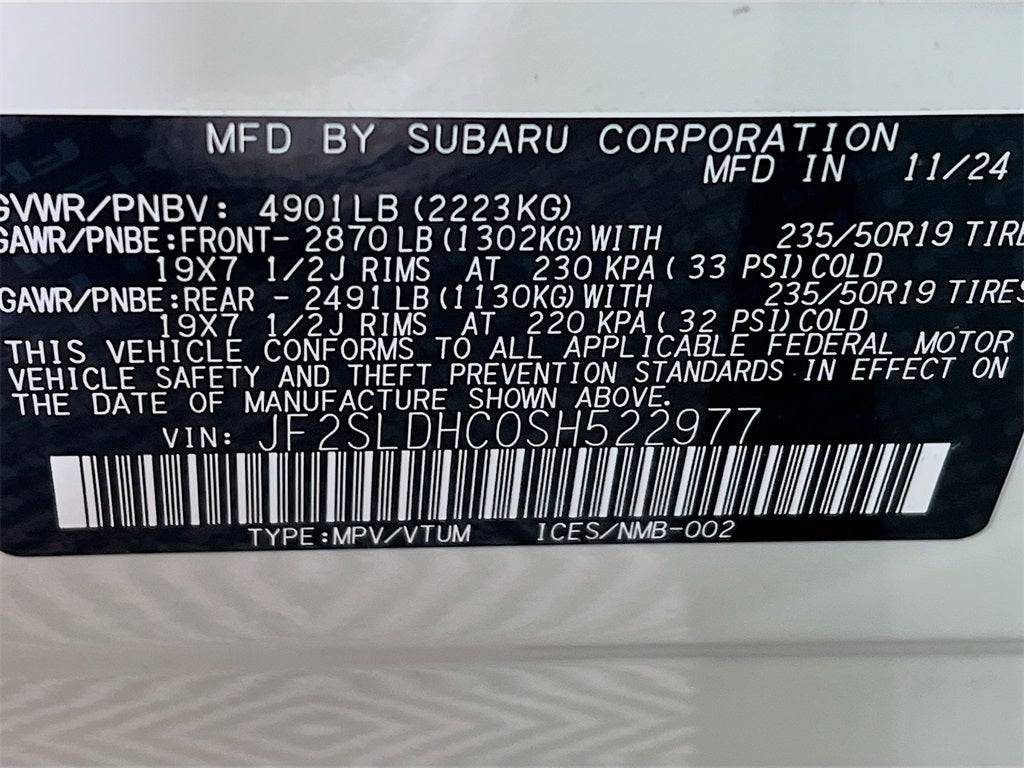 MFD BY SUBARU CORPORATION
MFD IN 11/24
GVWR/PNBV: 4901LB (2223KG)
GAWR/PNBE:FRONT- 2870LB(1302KG)WITH 235/50R19 TIRE
19X7 1/2J RIMS AT 230 KPA( 33 PSI)COLD
GAWR/PNBE:REAR - 2491LB(1130KG)WITH 235/50R19 TIRES
19X7 1/2J RIMS AT 220 KPA( 32 PSI)COLD
THIS VEHICLE CONFORMS TO ALL APPLICABLE FEDERAL MOTOR
VEHICLE SAFETY AND THEFT PREVENTION STANDARDS IN EFFECT ON
THE DATE OF MANUFACTURE SHOWN ABOVE.
VIN: JF2SLDHC0SH522977
TYPE:MPV/VTUM ICES/NMB-002